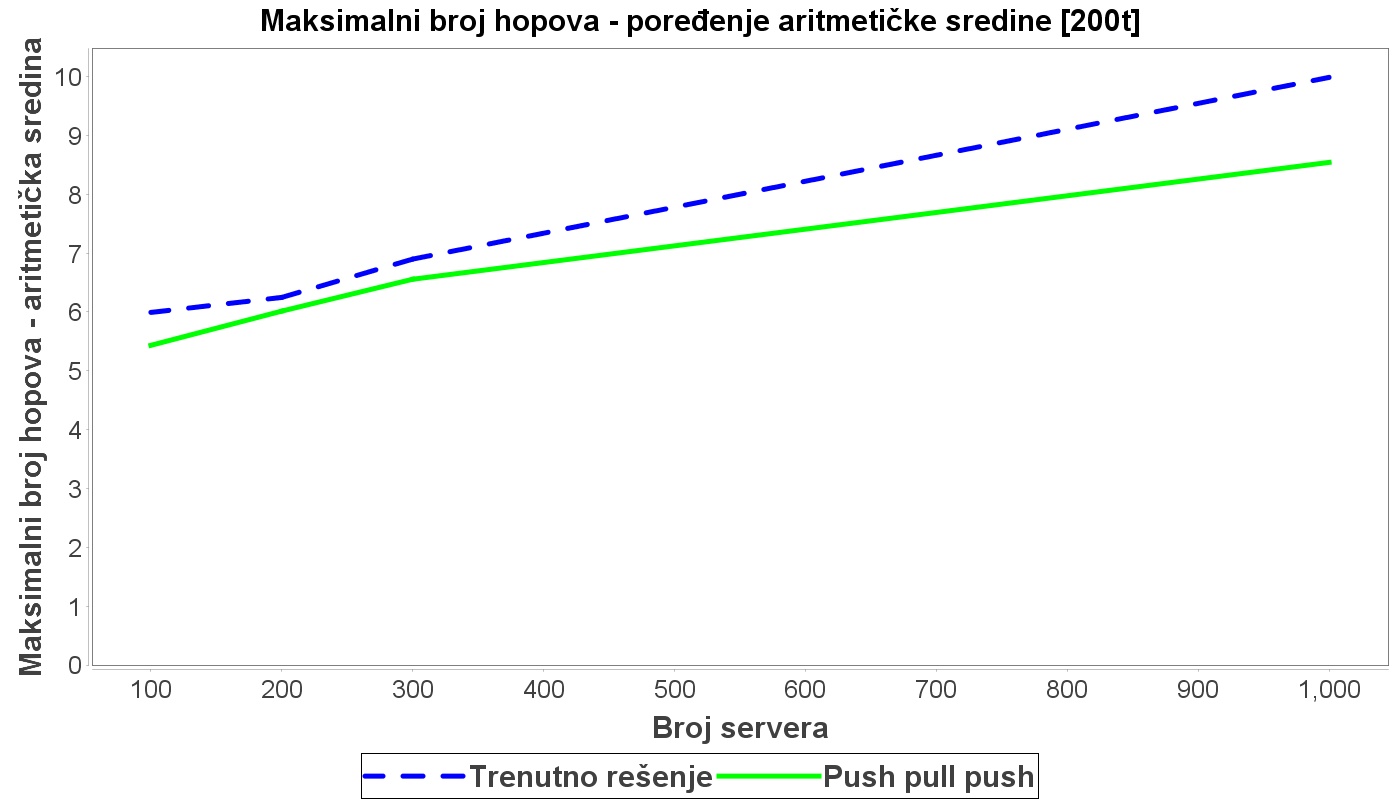 Maksimalni broj hopova - poređenje aritmetičke sredine [200t]
Maksimalni broj hopova - aritmetička sredina
10
9
8
7
6
5
4
3
2
1
0
100 200 300 400 500 600 700 800 900 1,000
Broj servera
Trenutno rešenje Push pull push